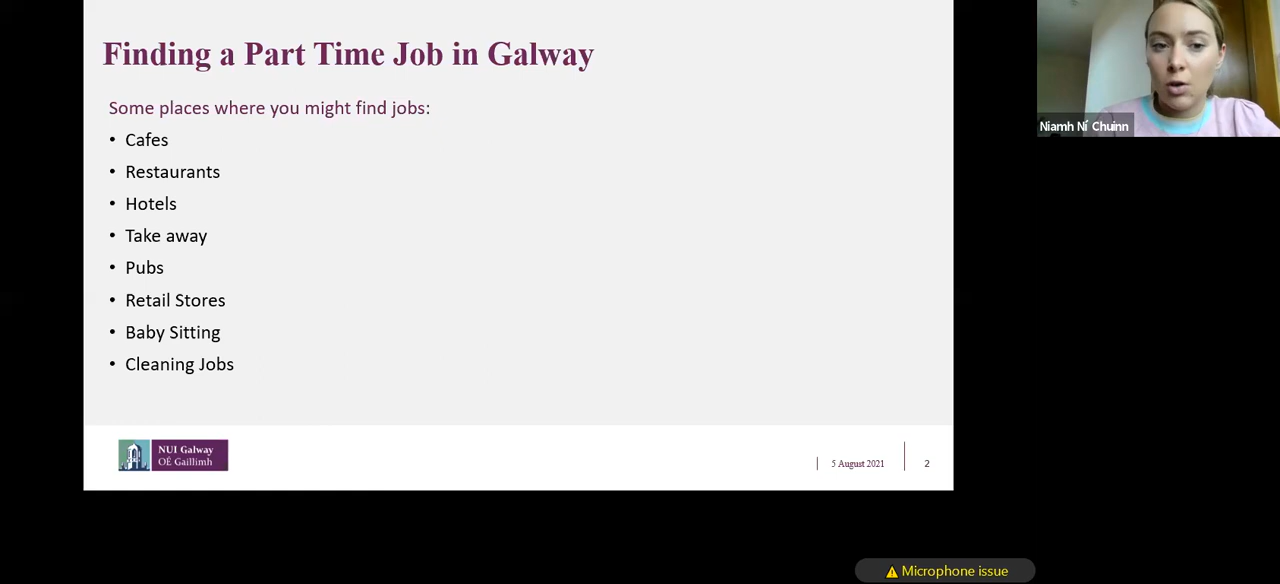 Finding a Part Time Job in Galway
Some places where you might find jobs:
• Cafes
• Restaurants
• Hotels
• Take away
• Pubs
• Retail Stores
• Baby Sitting
• Cleaning Jobs
NUI Galway
OÉ Gaillimh
5 August 2021
2
Niamh Ní Chuinn
Microphone issue